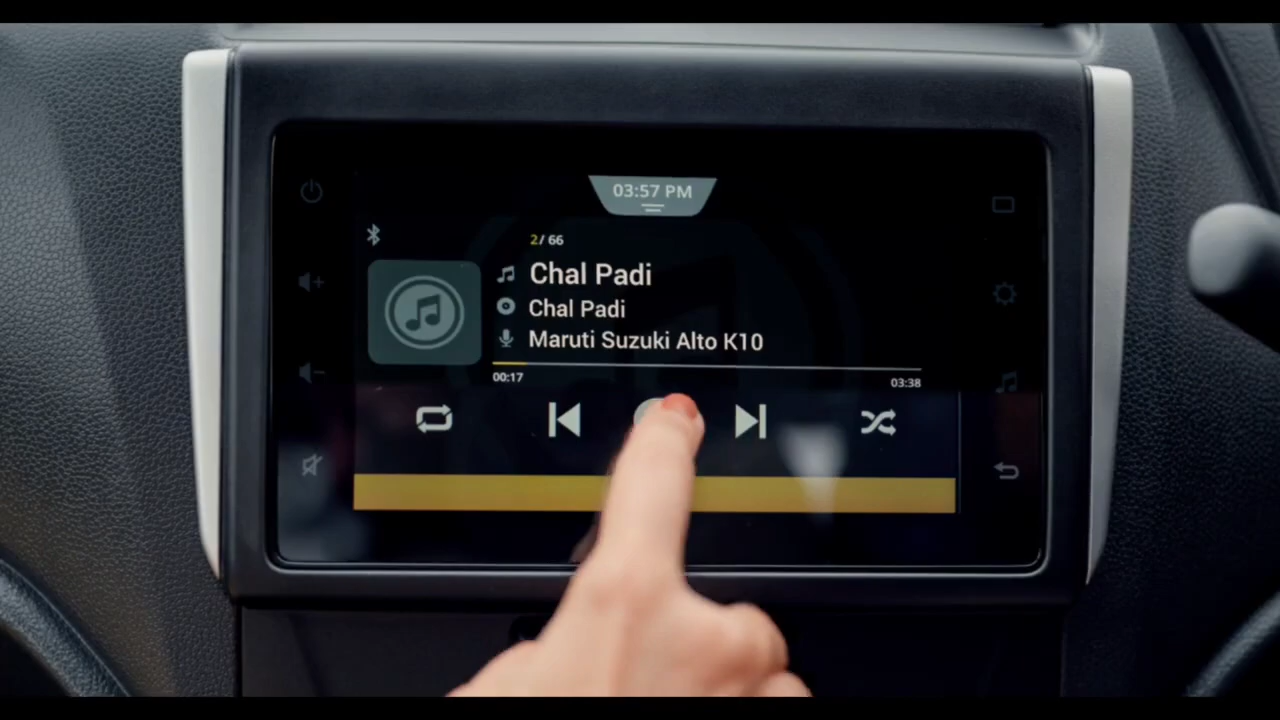 03:57 PM
2/ 66
Chal Padi
Chal Padi
Maruti Suzuki Alto K10
00:17
03:38